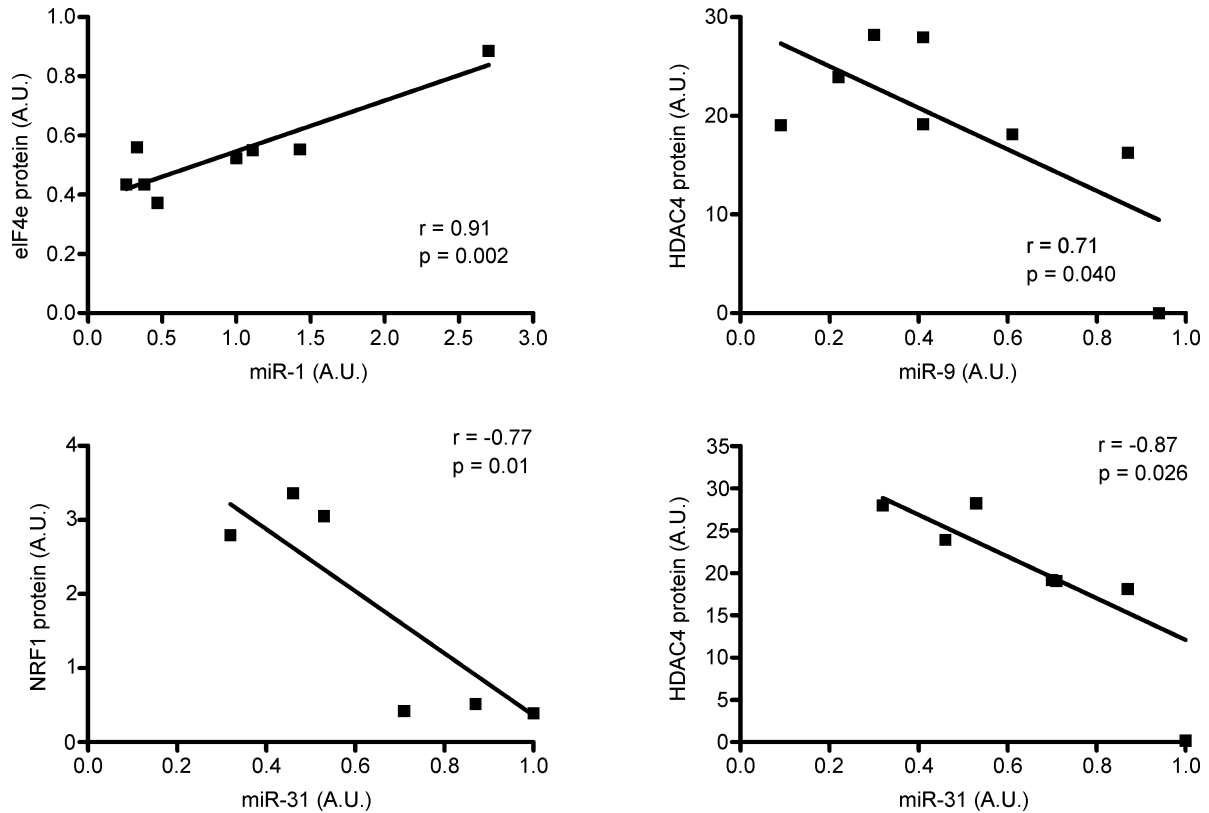 1.0
0.8
0.6
0.4
0.2
0.0
eIF4e protein (A.U.)
r = 0.91
p = 0.002
0.0 0.5 1.0 1.5 2.0 2.5 3.0
miR-1 (A.U.)
30
20
10
0
HDAC4 protein (A.U.)
r = 0.71
p = 0.040
0.0 0.2 0.4 0.6 0.8 1.0
miR-9 (A.U.)
4
3
2
1
0
NRF1 protein (A.U.)
r = -0.77
p = 0.01
0.0 0.2 0.4 0.6 0.8 1.0
miR-31 (A.U.)
35
30
25
20
15
10
5
0
HDAC4 protein (A.U.)
r = -0.87
p = 0.026
0.0 0.2 0.4 0.6 0.8 1.0
miR-31 (A.U.)